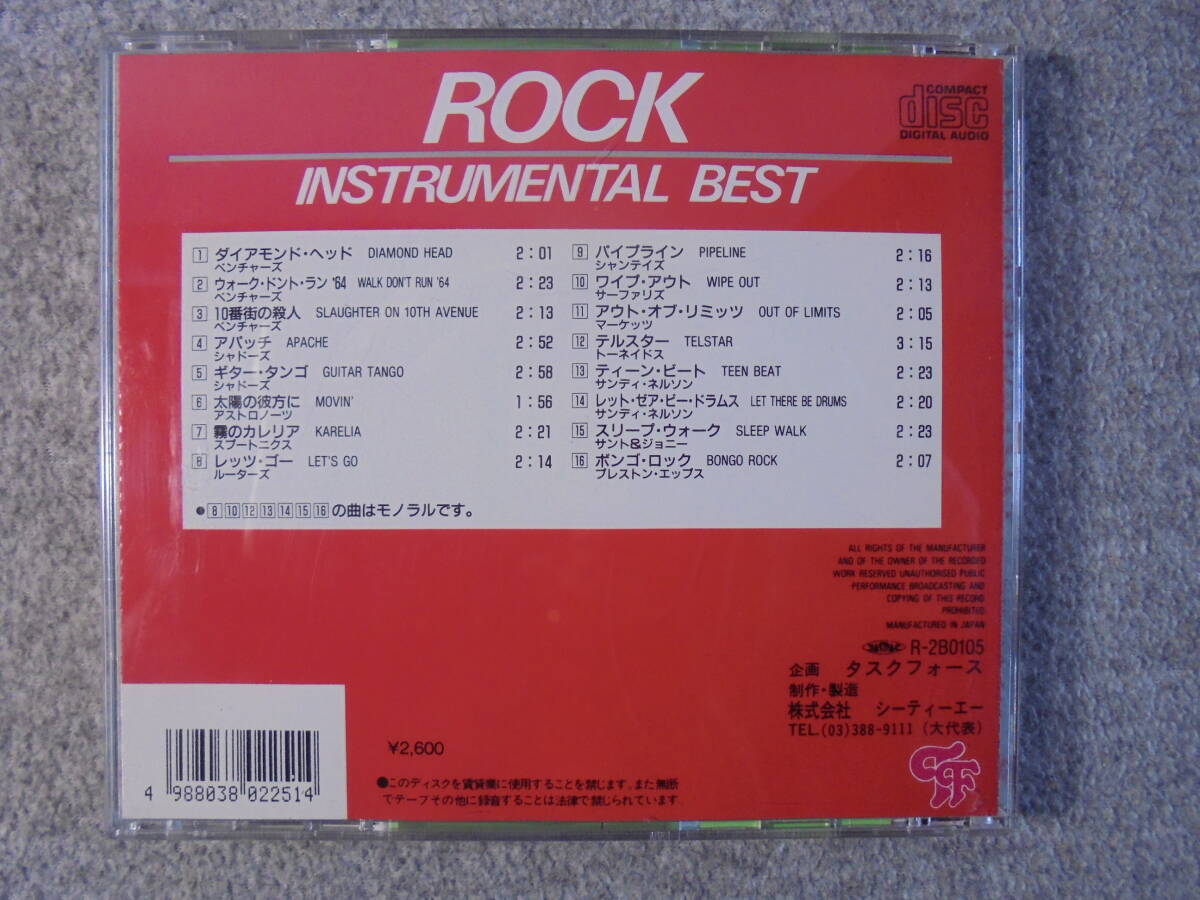 ROCK
INSTRUMENTAL BEST
COMPACT
disc
DIGITAL AUDIO
1 ダイアモンド・ヘッド DIAMOND HEAD 2:01
ベンチャーズ
2 ウォーク・ドント・ラン '64 WALK DON'T RUN '64 2:23
ベンチャーズ
3 10番街の殺人 SLAUGHTER ON 10TH AVENUE 2:13
ベンチャーズ
4 アパッチ APACHE 2:52
シャドーズ
5 ギター・タンゴ GUITAR TANGO 2:58
シャドーズ
6 太陽の彼方に MOVIN' 1:56
アストロノーツ
7 霧のカレリア KARELIA 2:21
スプートニクス
8 レッツ・ゴー LET'S GO 2:14
ルーターズ
9 パイプライン PIPELINE 2:16
シャンテイズ
10 ワイプ・アウト WIPE OUT 2:13
サーファリズ
11 アウト・オブ・リミッツ OUT OF LIMITS 2:05
マーケッツ
12 テルスター TELSTAR 3:15
トーネイドス
13 ティーン・ビート TEEN BEAT 2:23
サンディ・ネルソン
14 レット・ゼア・ビー・ドラムス LET THERE BE DRUMS 2:20
サンディ・ネルソン
15 スリープ・ウォーク SLEEP WALK 2:23
サント&ジョニー
16 ボンゴ・ロック BONGO ROCK 2:07
プレストン・エップス
●8 10 12 13 14 15 16の曲はモノラルです。
ALL RIGHTS OF THE MANUFACTURER
AND OF THE OWNER OF THE RECORDED
WORK RESERVED UNAUTHORISED PUBLIC
PERFORMANCE BROADCASTING AND
COPYING OF THIS RECORD
PROHIBITED
MANUFACTURED IN JAPAN
R-2B0105
企画 タスクフォース
制作・製造
株式会社 シーティーエー
TEL.(03)388-9111(大代表)
¥2,600
●このディスクを賃貸業に使用することを禁じます。また無断
でテープその他に録音することは法律で禁じられています。
4 988038 022514